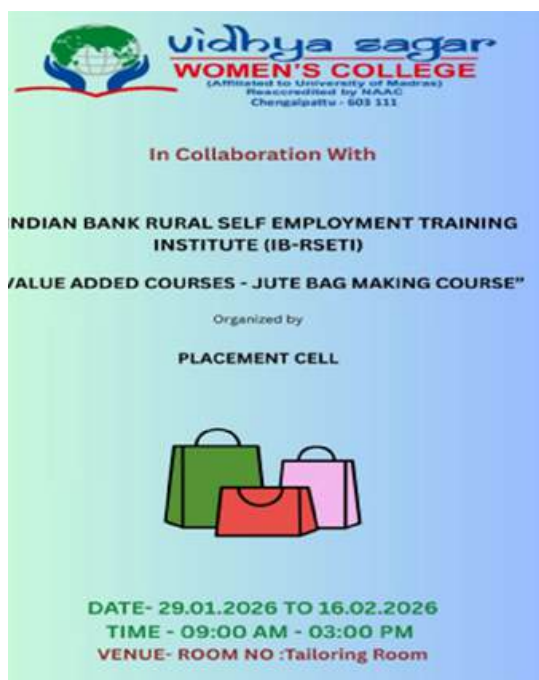 vidhya sagar
WOMEN'S COLLEGE
(Affiliated to University of Madras)
Reaccredited by NAAC
Chengalpattu - 603 111
In Collaboration With
NDIAN BANK RURAL SELF EMPLOYMENT TRAINING
INSTITUTE (IB-RSETI)
VALUE ADDED COURSES - JUTE BAG MAKING COURSE”
Organized by
PLACEMENT CELL
DATE- 29.01.2026 TO 16.02.2026
TIME - 09:00 AM - 03:00 PM
VENUE- ROOM NO :Tailoring Room